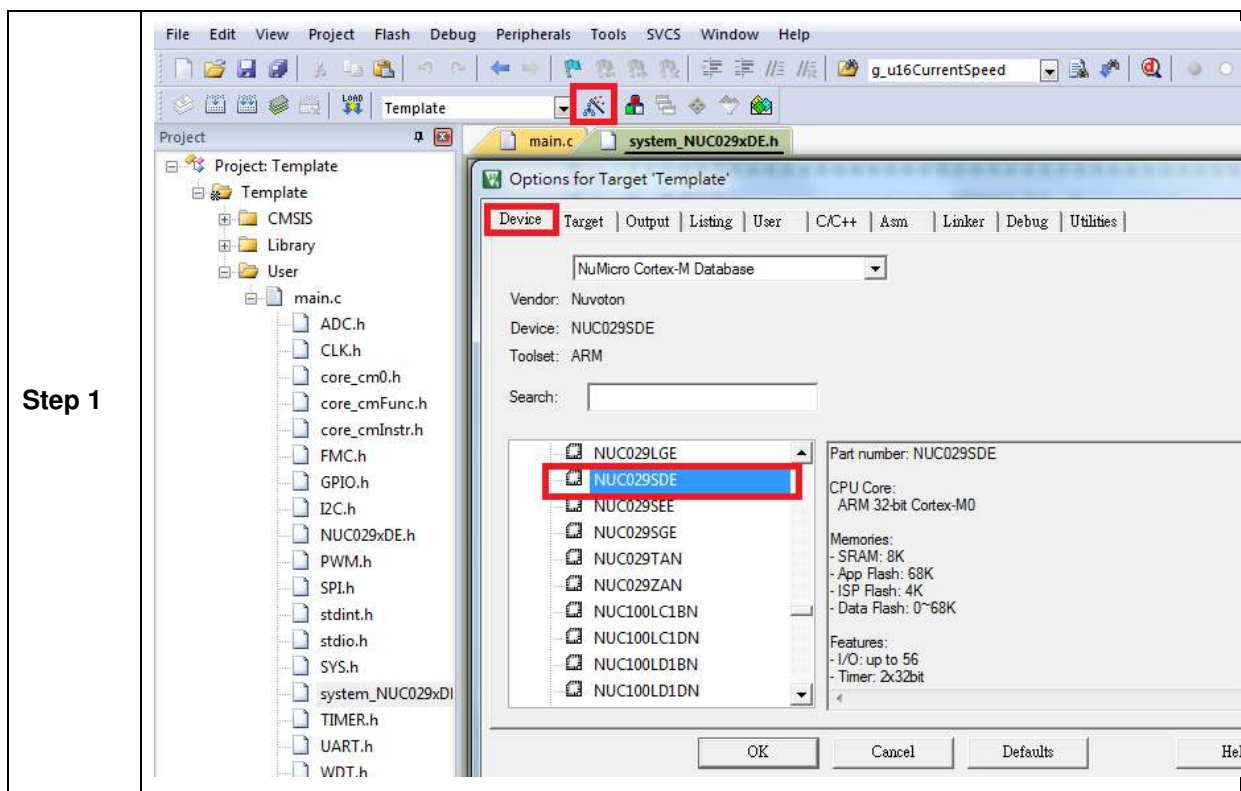 Step 1
File Edit View Project Flash Debug Peripherals Tools SVCS Window Help
g_u16CurrentSpeed
LOAD Template
Project
main.c system_NUC029xDE.h
Project: Template
Template
CMSIS
Library
User
main.c
ADC.h
CLK.h
core_cm0.h
core_cmFunc.h
core_cmInstr.h
FMC.h
GPIO.h
I2C.h
NUC029xDE.h
PWM.h
SPI.h
stdint.h
stdio.h
SYS.h
system_NUC029xDI
TIMER.h
UART.h
WDT.h
Options for Target 'Template'
Device Target Output Listing User C/C++ Asm Linker Debug Utilities
NuMicro Cortex-M Database
Vendor: Nuvoton
Device: NUC029SDE
Toolset: ARM
Search:
NUC029LGE
NUC029SDE
NUC029SEE
NUC029SGE
NUC029TAN
NUC029ZAN
NUC100LC1BN
NUC100LC1DN
NUC100LD1BN
NUC100LD1DN
Part number: NUC029SDE
CPU Core:
ARM 32-bit Cortex-M0
Memories:
- SRAM: 8K
- App Flash: 68K
- ISP Flash: 4K
- Data Flash: 0~68K
Features:
- I/O: up to 56
- Timer: 2x32bit
OK Cancel Defaults Hel